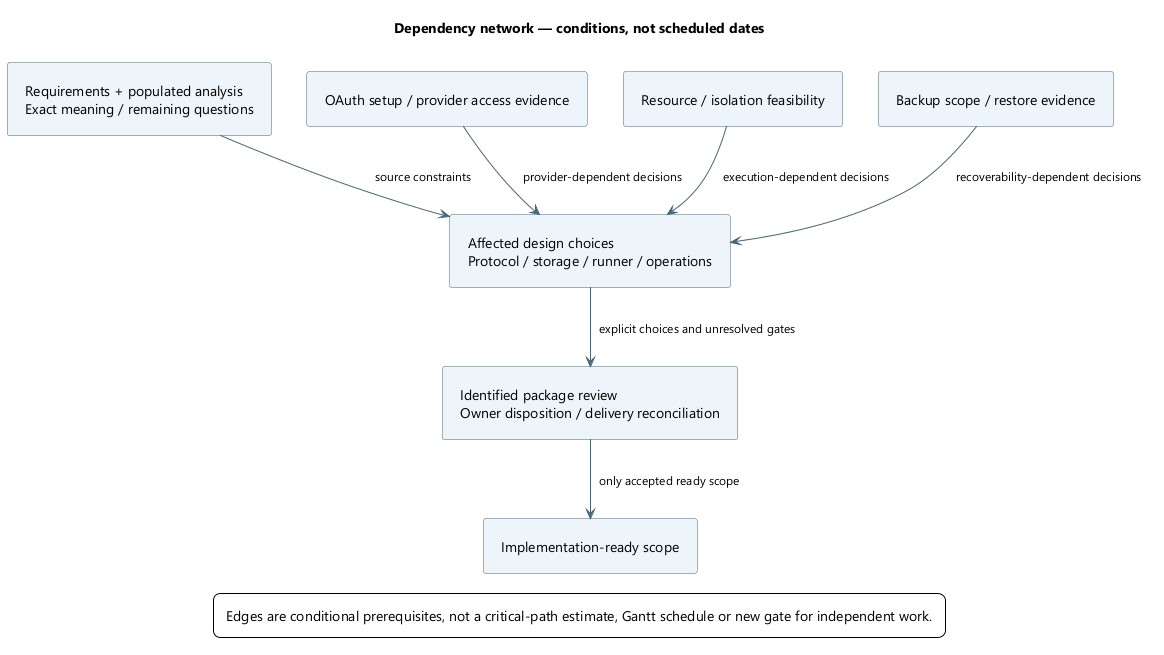 Dependency network — conditions, not scheduled dates
Requirements + populated analysis
Exact meaning / remaining questions
OAuth setup / provider access evidence
Resource / isolation feasibility
Backup scope / restore evidence
source constraints
provider-dependent decisions
execution-dependent decisions
recoverability-dependent decisions
Affected design choices
Protocol / storage / runner / operations
explicit choices and unresolved gates
Identified package review
Owner disposition / delivery reconciliation
only accepted ready scope
Implementation-ready scope
Edges are conditional prerequisites, not a critical-path estimate, Gantt schedule or new gate for independent work.